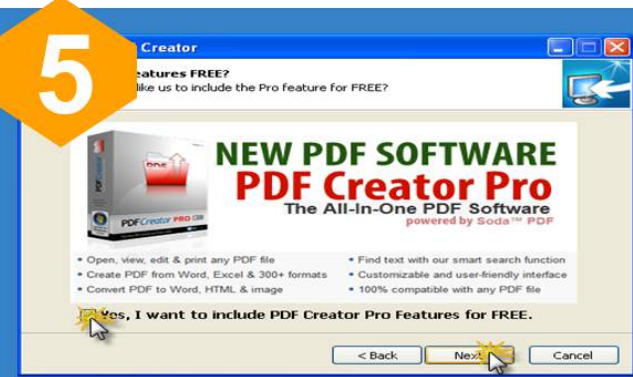 5
Creator
eatures FREE?
like us to include the Pro feature for FREE?
NEW PDF SOFTWARE
PDF Creator Pro
The All-In-One PDF Software
powered by Soda™ PDF
PDFCreator PRO
• Open, view, edit & print any PDF file
• Create PDF from Word, Excel & 300+ formats
• Convert PDF to Word, HTML & image
• Find text with our smart search function
• Customizable and user-friendly interface
• 100% compatible with any PDF file
Yes, I want to include PDF Creator Pro Features for FREE.
< Back Next Cancel